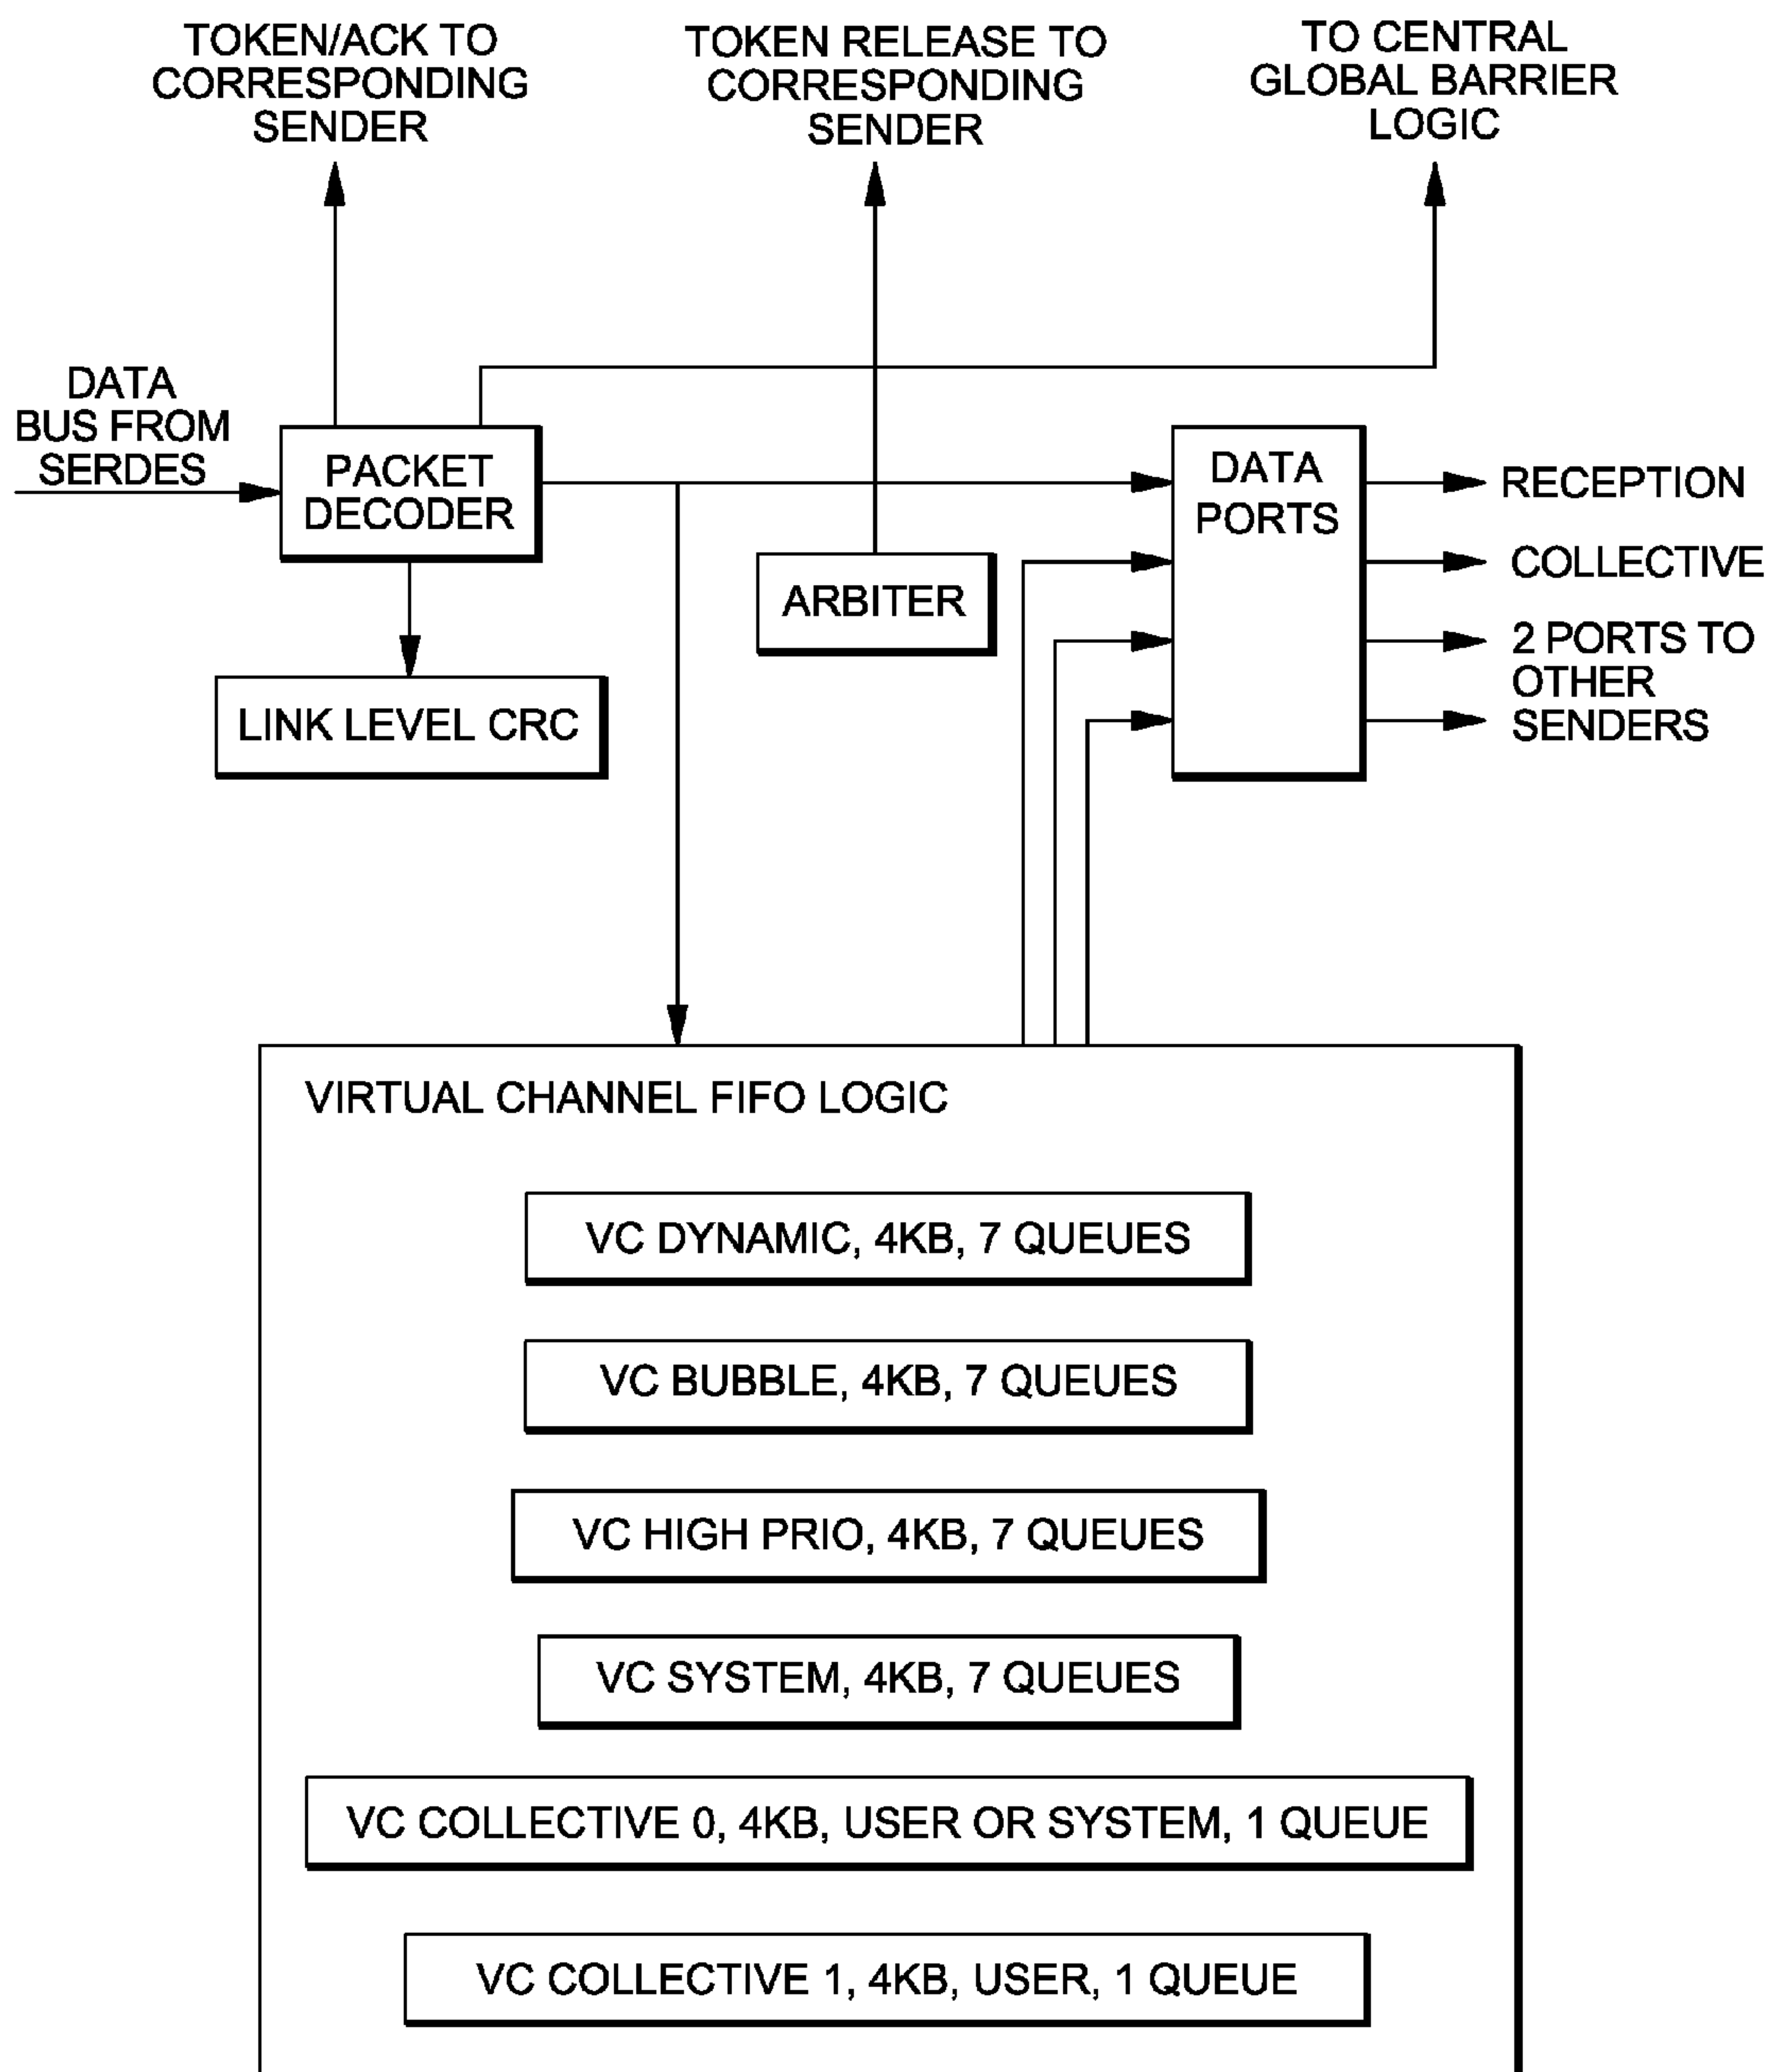 TOKEN/ACK TO
CORRESPONDING
SENDER
TOKEN RELEASE TO
CORRESPONDING
SENDER
TO CENTRAL
GLOBAL BARRIER
LOGIC
DATA
BUS FROM
SERDES
PACKET
DECODER
DATA
PORTS
RECEPTION
COLLECTIVE
2 PORTS TO
OTHER
SENDERS
ARBITER
LINK LEVEL CRC
VIRTUAL CHANNEL FIFO LOGIC
VC DYNAMIC, 4KB, 7 QUEUES
VC BUBBLE, 4KB, 7 QUEUES
VC HIGH PRIO, 4KB, 7 QUEUES
VC SYSTEM, 4KB, 7 QUEUES
VC COLLECTIVE 0, 4KB, USER OR SYSTEM, 1 QUEUE
VC COLLECTIVE 1, 4KB, USER, 1 QUEUE